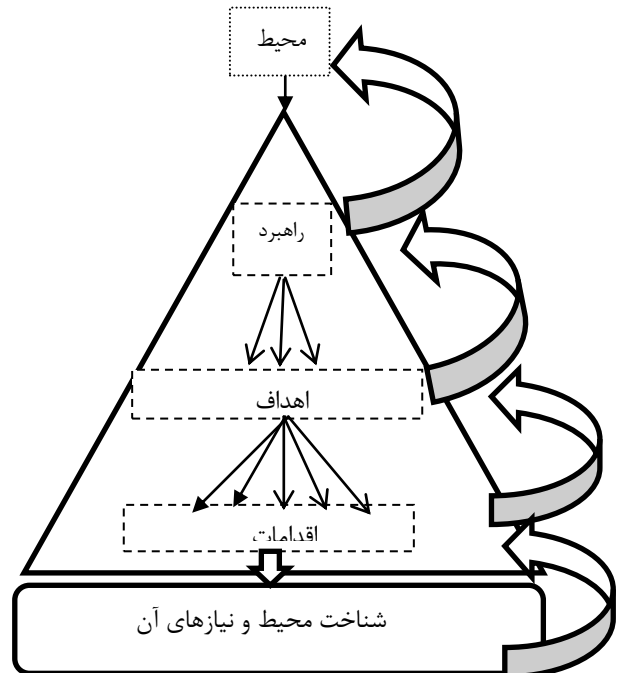 محیط
راهبرد
اهداف
اقدامات
شناخت محیط و نیازهای آن